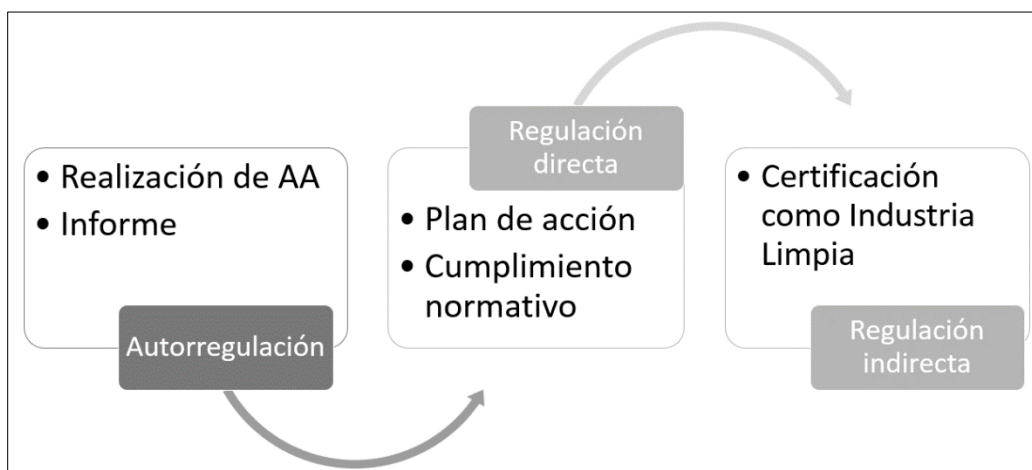 • Realización de AA
• Informe
Autorregulación
Regulación
directa
• Plan de acción
• Cumplimiento
normativo
• Certificación
como Industria
Limpia
Regulación
indirecta